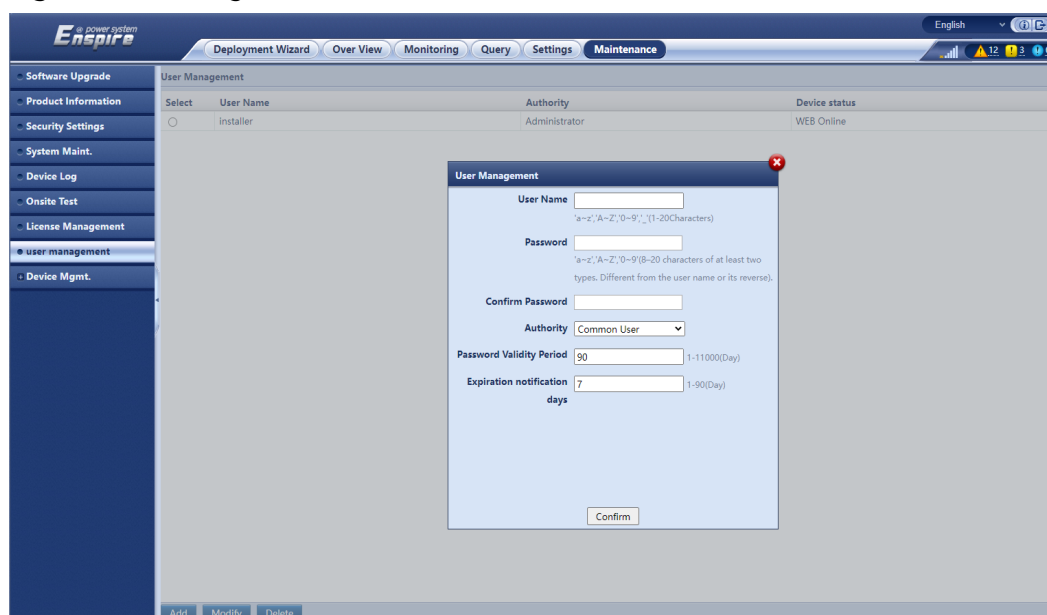 @ power system
Enspire
English
Deployment Wizard Over View Monitoring Query Settings Maintenance
12 3
Software Upgrade
Product Information
Security Settings
System Maint.
Device Log
Onsite Test
License Management
user management
Device Mgmt.
User Management
Select User Name Authority Device status
installer Administrator WEB Online
User Management
User Name
'a~z','A~Z','0~9','_'(1-20Characters)
Password
'a~z','A~Z','0~9'(8–20 characters of at least two
types. Different from the user name or its reverse).
Confirm Password
Authority Common User
Password Validity Period 90 1-11000(Day)
Expiration notification 7 1-90(Day)
days
Confirm
Add Modify Delete